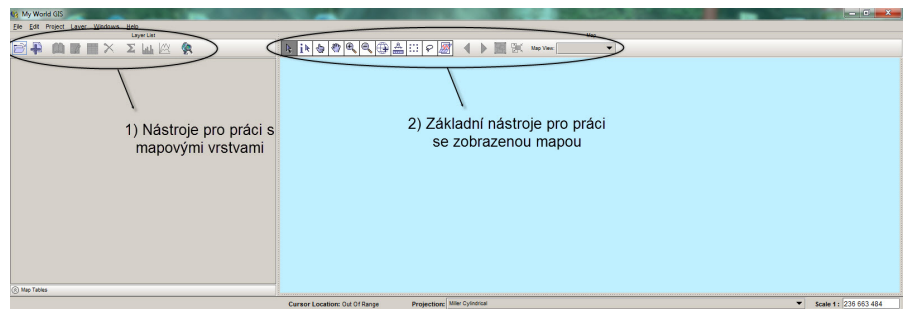 My World GIS
File Edit Project Layer Windows Help
Layer List
Map
Map View:
1) Nástroje pro práci s
mapovými vrstvami
2) Základní nástroje pro práci
se zobrazenou mapou
Map Tables
Cursor Location: Out Of Range Projection: Miller Cylindrical Scale 1 : 236 663 484